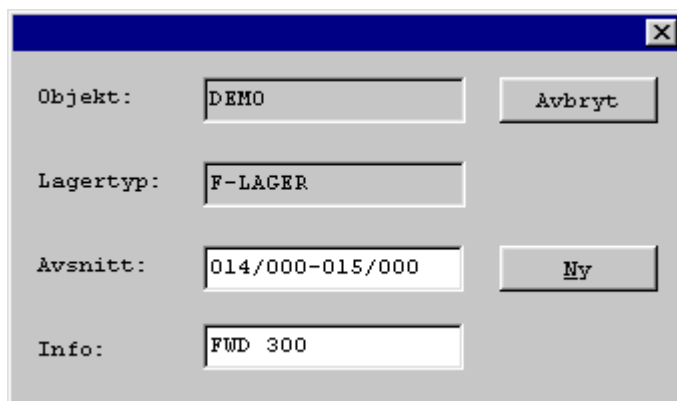 Objekt: DEMO Avbryt
Lagertyp: F-LAGER
Avsnitt: 014/000-015/000 Ny
Info: FWD 300